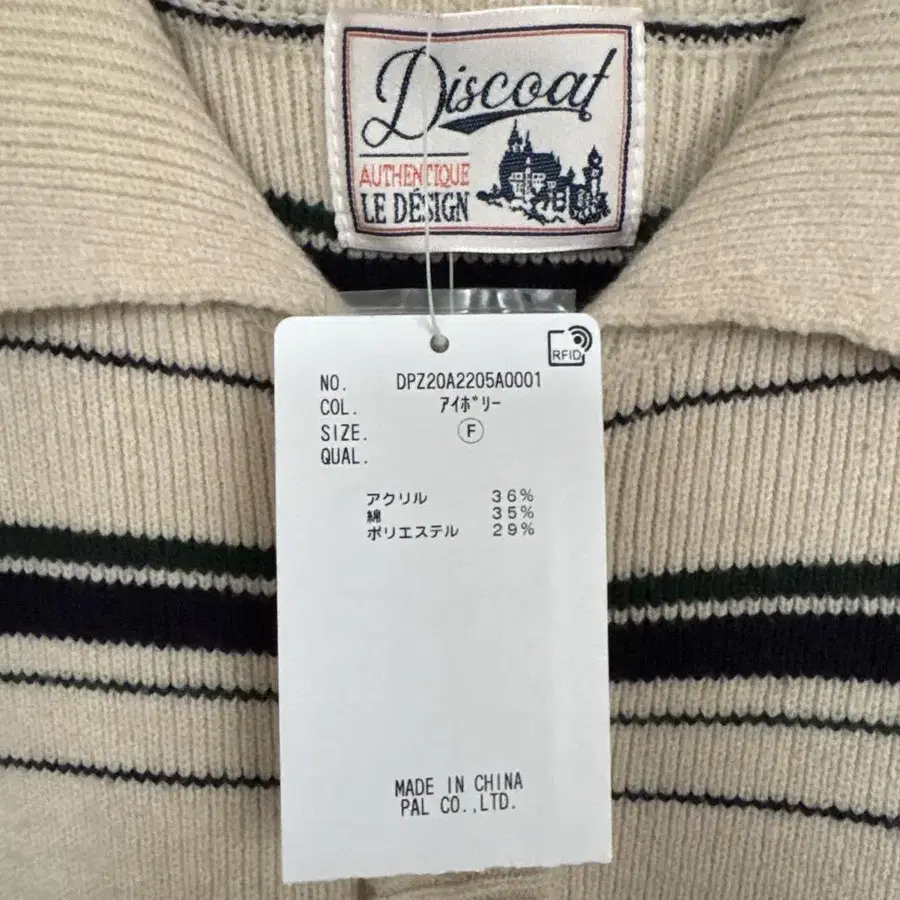 Discoat
AUTHENTIQUE
LE DÉSIGN
RFID
NO. DPZ20A2205A0001
COL. ｱｲﾎﾞﾘｰ
SIZE. Ⓕ
QUAL.
アクリル 36%
綿 35%
ポリエステル 29%
MADE IN CHINA
PAL CO.,LTD.